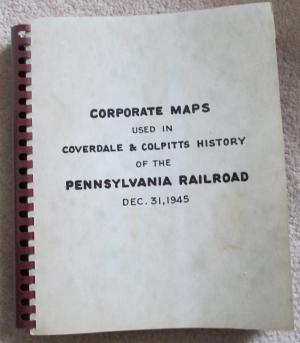 CORPORATE MAPS
USED IN
COVERDALE & COLPITTS HISTORY
OF THE
PENNSYLVANIA RAILROAD
DEC. 31, 1945